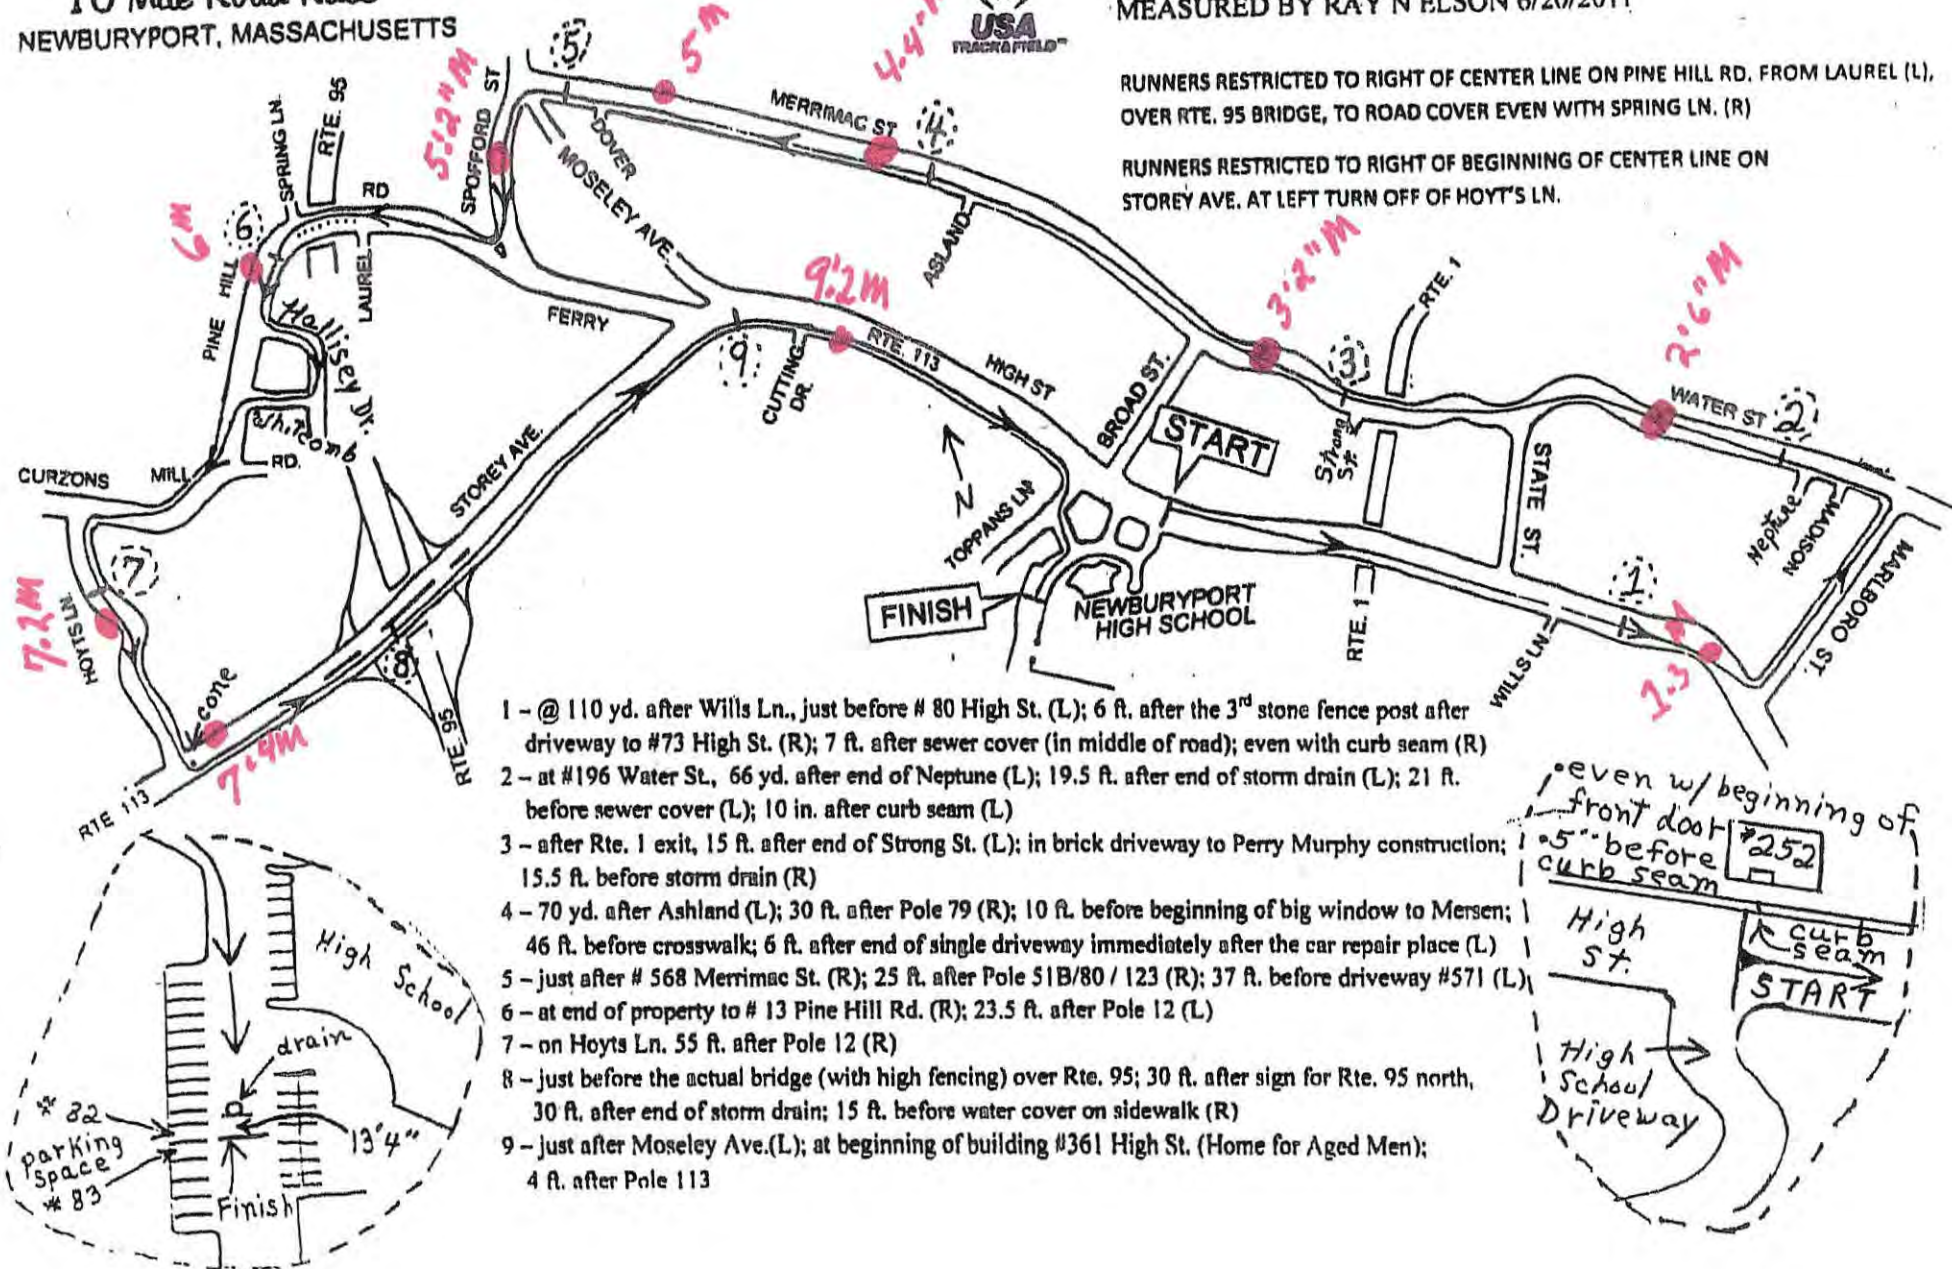 10 Mile Road Race
NEWBURYPORT, MASSACHUSETTS
USA
TRACK & FIELD™
MEASURED BY RAY NELSON 6/20/2011
RUNNERS RESTRICTED TO RIGHT OF CENTER LINE ON PINE HILL RD. FROM LAUREL (L),
OVER RTE. 95 BRIDGE, TO ROAD COVER EVEN WITH SPRING LN. (R)
RUNNERS RESTRICTED TO RIGHT OF BEGINNING OF CENTER LINE ON
STOREY AVE. AT LEFT TURN OFF OF HOYT'S LN.
5
5 M
4.4" M
5.2" M
SPOFFORD ST
MERRIMAC ST
4
DOVER
MOSELEY AVE.
SPRING LN.
RTE. 95
RD
6 M
6
PINE HILL
LAUREL
Hallisey Dr.
Whitcomb
RD.
CURZONS
MILL
FERRY
9.2 M
RTE. 113
HIGH ST
9
CUTTING DR.
ASLAND
3'2" M
3
Strong St.
RTE. 1
2'6" M
WATER ST
2
Neptune
MADISON
MARLBORO ST.
STATE ST.
BROAD ST.
START
N
TOPPANS LN
FINISH
NEWBURYPORT
HIGH SCHOOL
RTE. 1
WILLS LN
1
1.3 M
STOREY AVE.
7
7.2 M
HOYTS LN.
cone
7.4M
8
RTE 95
RTE 113
1 – @ 110 yd. after Wills Ln., just before # 80 High St. (L); 6 ft. after the 3rd stone fence post after
driveway to #73 High St. (R); 7 ft. after sewer cover (in middle of road); even with curb seam (R)
2 – at #196 Water St., 66 yd. after end of Neptune (L); 19.5 ft. after end of storm drain (L); 21 ft.
before sewer cover (L); 10 in. after curb seam (L)
3 – after Rte. 1 exit, 15 ft. after end of Strong St. (L); in brick driveway to Perry Murphy construction;
15.5 ft. before storm drain (R)
4 – 70 yd. after Ashland (L); 30 ft. after Pole 79 (R); 10 ft. before beginning of big window to Mersen;
46 ft. before crosswalk; 6 ft. after end of single driveway immediately after the car repair place (L)
5 – just after # 568 Merrimac St. (R); 25 ft. after Pole 51B/80 / 123 (R); 37 ft. before driveway #571 (L)
6 – at end of property to # 13 Pine Hill Rd. (R); 23.5 ft. after Pole 12 (L)
7 – on Hoyts Ln. 55 ft. after Pole 12 (R)
8 – just before the actual bridge (with high fencing) over Rte. 95; 30 ft. after sign for Rte. 95 north,
30 ft. after end of storm drain; 15 ft. before water cover on sidewalk (R)
9 – just after Moseley Ave.(L); at beginning of building #361 High St. (Home for Aged Men);
4 ft. after Pole 113
High School
drain
D
# 82
parking
space
# 83
13'4"
Finish
•even w/ beginning of
front door
#252
•5" before
curb seam
High
St.
curb
seam
START
High
School
Driveway